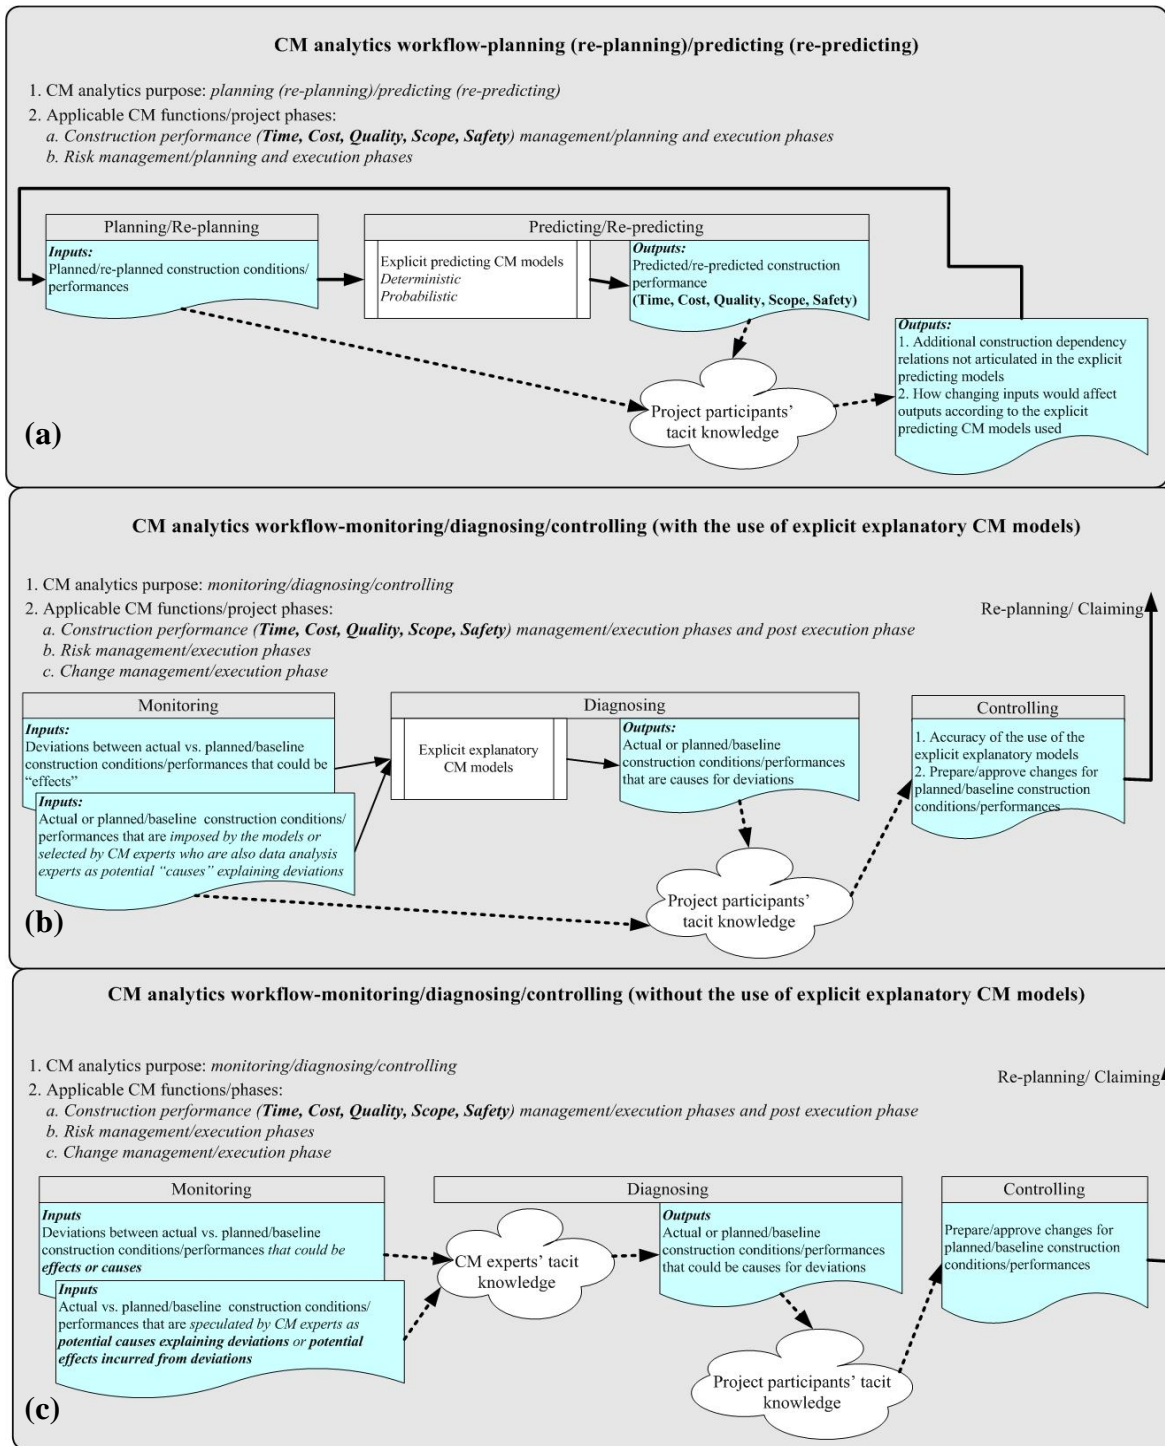 CM analytics workflow-planning (re-planning)/predicting (re-predicting)
1. CM analytics purpose: planning (re-planning)/predicting (re-predicting)
2. Applicable CM functions/project phases:
a. Construction performance (Time, Cost, Quality, Scope, Safety) management/planning and execution phases
b. Risk management/planning and execution phases
Planning/Re-planning
Inputs:
Planned/re-planned construction conditions/
performances
Predicting/Re-predicting
Explicit predicting CM models
Deterministic
Probabilistic
Outputs:
Predicted/re-predicted construction
performance
(Time, Cost, Quality, Scope, Safety)
Project participants’
tacit knowledge
Outputs:
1. Additional construction dependency
relations not articulated in the explicit
predicting models
2. How changing inputs would affect
outputs according to the explicit
predicting CM models used
(a)
CM analytics workflow-monitoring/diagnosing/controlling (with the use of explicit explanatory CM models)
1. CM analytics purpose: monitoring/diagnosing/controlling
2. Applicable CM functions/project phases:
a. Construction performance (Time, Cost, Quality, Scope, Safety) management/execution phases and post execution phase
b. Risk management/execution phases
c. Change management/execution phase
Re-planning/ Claiming
Monitoring
Inputs:
Deviations between actual vs. planned/baseline
construction conditions/performances that could be
“effects”
Inputs:
Actual or planned/baseline construction conditions/
performances that are imposed by the models or
selected by CM experts who are also data analysis
experts as potential “causes” explaining deviations
Diagnosing
Explicit explanatory
CM models
Outputs:
Actual or planned/baseline
construction conditions/performances
that are causes for deviations
Project participants’
tacit knowledge
Controlling
1. Accuracy of the use of the
explicit explanatory models
2. Prepare/approve changes for
planned/baseline construction
conditions/performances
(b)
CM analytics workflow-monitoring/diagnosing/controlling (without the use of explicit explanatory CM models)
1. CM analytics purpose: monitoring/diagnosing/controlling
2. Applicable CM functions/phases:
a. Construction performance (Time, Cost, Quality, Scope, Safety) management/execution phases and post execution phase
b. Risk management/execution phases
c. Change management/execution phase
Re-planning/ Claiming
Monitoring
Inputs
Deviations between actual vs. planned/baseline
construction conditions/performances that could be
effects or causes
Inputs
Actual vs. planned/baseline construction conditions/
performances that are speculated by CM experts as
potential causes explaining deviations or potential
effects incurred from deviations
Diagnosing
CM experts’ tacit
knowledge
Outputs
Actual or planned/baseline
construction conditions/performances
that could be causes for deviations
Project participants’ tacit
knowledge
Controlling
Prepare/approve changes for
planned/baseline construction
conditions/performances
(c)